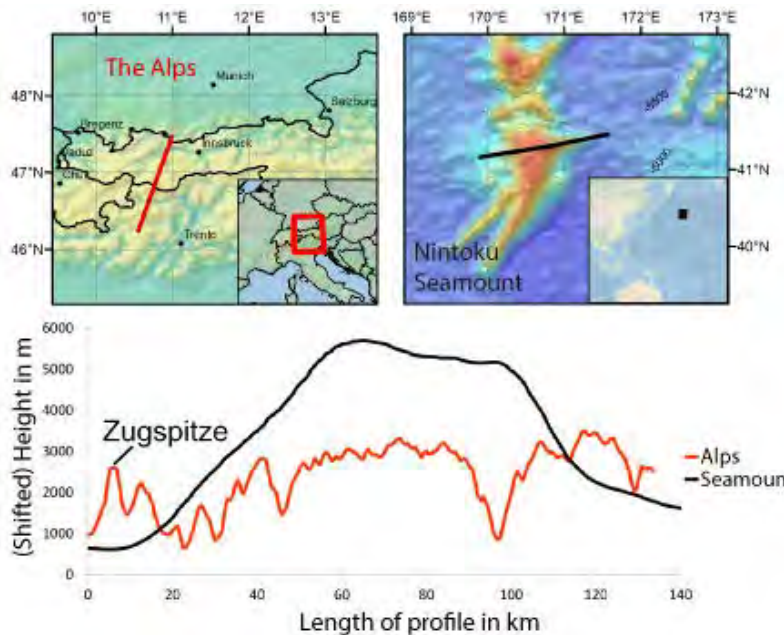 10°E 11°E 12°E 13°E
169°E 170°E 171°E 172°E 173°E
The Alps
Munich
48°N
Salzburg
Bregenz
Innsbruck
Vaduz
47°N
Chur
Trento
46°N
42°N
-5500
-6000
41°N
40°N
Nintoku
Seamount
6000
5000
4000
3000
2000
1000
0
(Shifted) Height in m
Zugspitze
Alps
Seamount
0 20 40 60 80 100 120 140
Length of profile in km